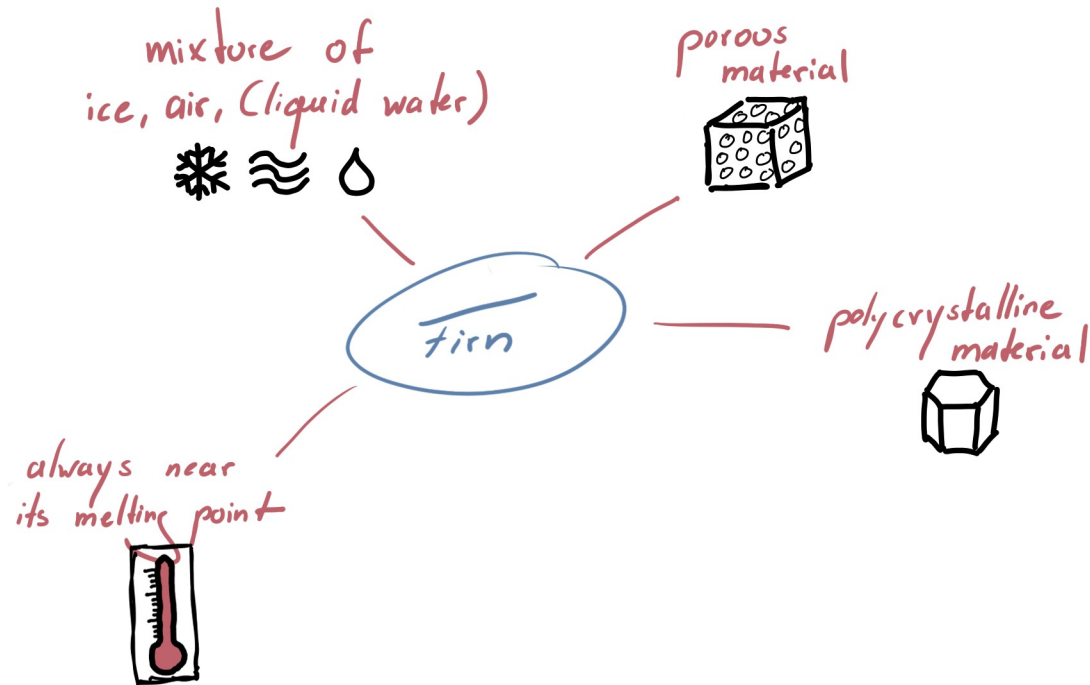 mixture of
ice, air, (liquid water)
porous
material
Firn
polycrystalline
material
always near
its melting point